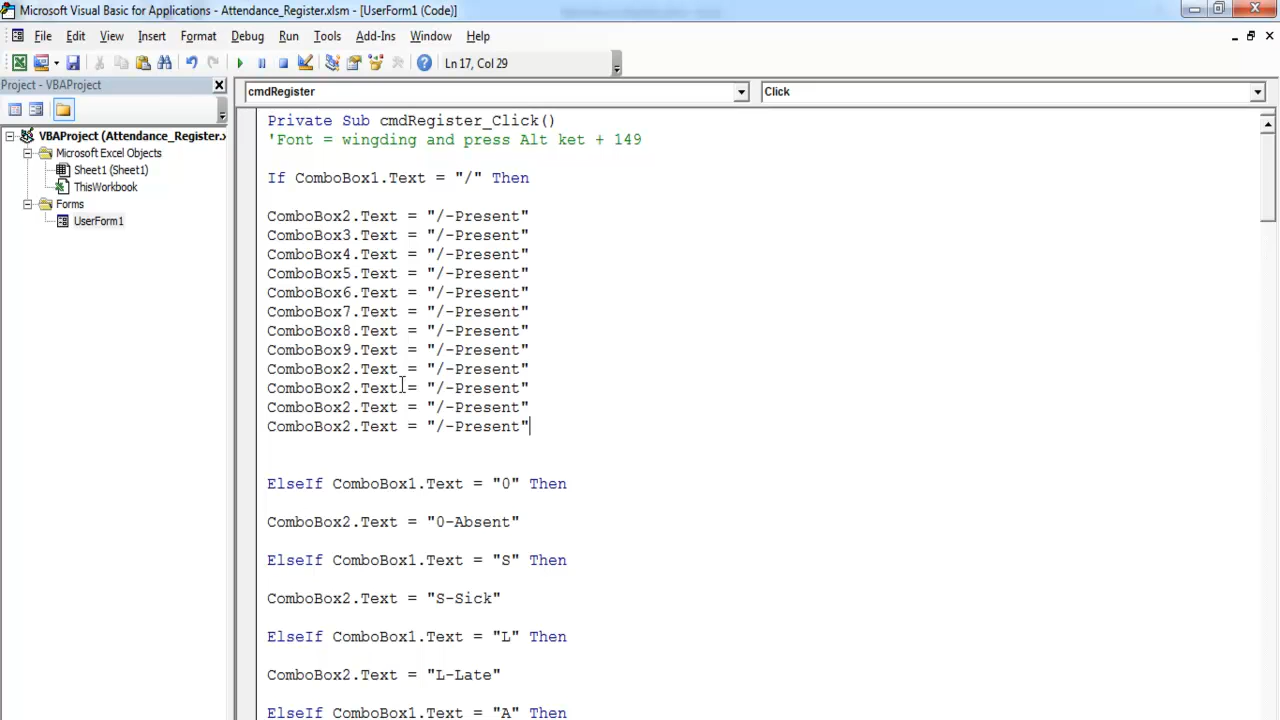 Microsoft Visual Basic for Applications - Attendance_Register.xlsm - [UserForm1 (Code)]
File Edit View Insert Format Debug Run Tools Add-Ins Window Help
Ln 17, Col 29
Project - VBAProject
cmdRegister
Click
VBAProject (Attendance_Register.x
Microsoft Excel Objects
Sheet1 (Sheet1)
ThisWorkbook
Forms
UserForm1
Private Sub cmdRegister_Click()
'Font = wingding and press Alt ket + 149
If ComboBox1.Text = "/" Then
ComboBox2.Text = "/-Present"
ComboBox3.Text = "/-Present"
ComboBox4.Text = "/-Present"
ComboBox5.Text = "/-Present"
ComboBox6.Text = "/-Present"
ComboBox7.Text = "/-Present"
ComboBox8.Text = "/-Present"
ComboBox9.Text = "/-Present"
ComboBox2.Text = "/-Present"
ComboBox2.Text = "/-Present"
ComboBox2.Text = "/-Present"
ComboBox2.Text = "/-Present"
ElseIf ComboBox1.Text = "0" Then
ComboBox2.Text = "0-Absent"
ElseIf ComboBox1.Text = "S" Then
ComboBox2.Text = "S-Sick"
ElseIf ComboBox1.Text = "L" Then
ComboBox2.Text = "L-Late"
ElseIf ComboBox1.Text = "A" Then